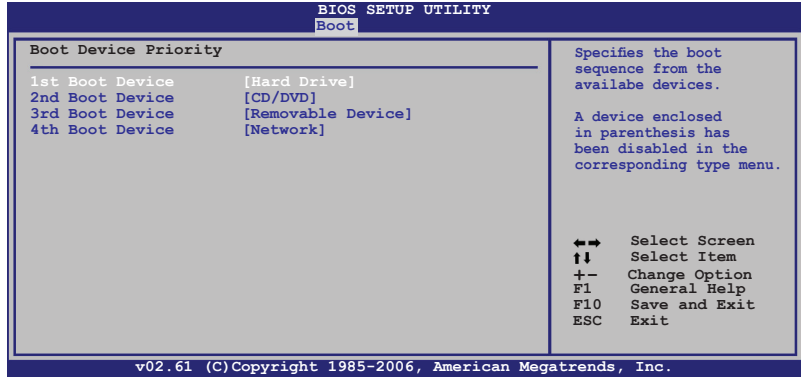 BIOS SETUP UTILITY
Boot
Boot Device Priority
1st Boot Device [Hard Drive]
2nd Boot Device [CD/DVD]
3rd Boot Device [Removable Device]
4th Boot Device [Network]
Specifies the boot
sequence from the
availabe devices.
A device enclosed
in parenthesis has
been disabled in the
corresponding type menu.
←→ Select Screen
↑↓ Select Item
+- Change Option
F1 General Help
F10 Save and Exit
ESC Exit
v02.61 (C)Copyright 1985-2006, American Megatrends, Inc.